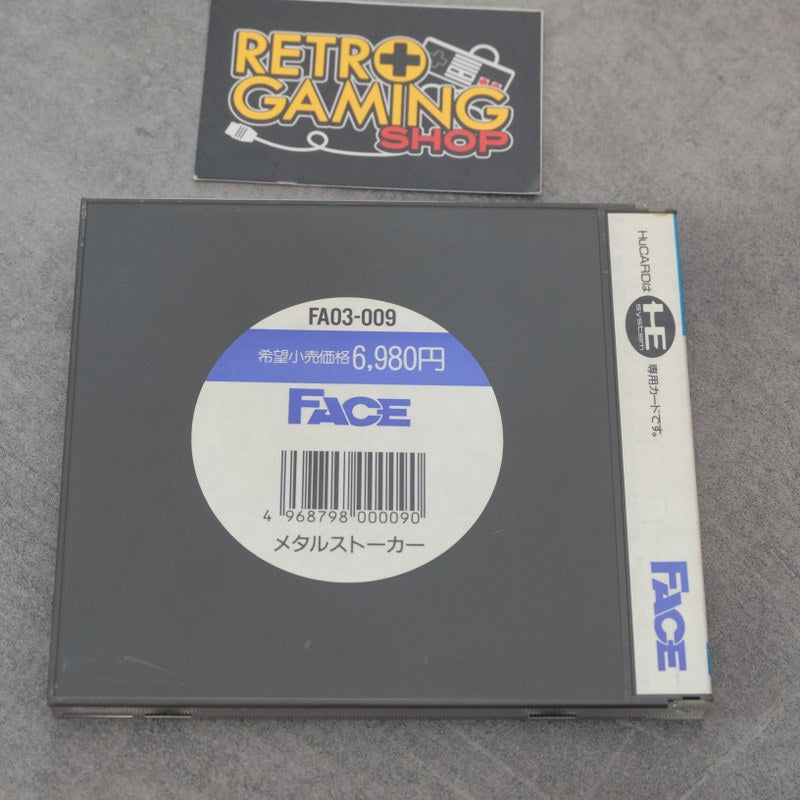 RETRO
GAMING
SHOP
FA03-009
希望小売価格6,980円
FACE
4 968798 000090
メタルストーカー
HuCARDは
HE
system
専用カードです。
FACE